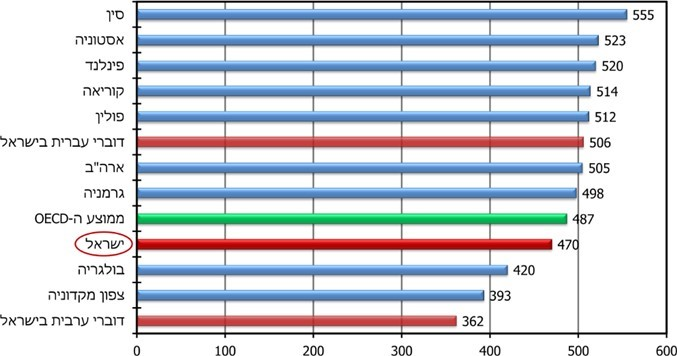 סין 555
אסטוניה 523
פינלנד 520
קוריאה 514
פולין 512
דוברי עברית בישראל 506
ארה"ב 505
גרמניה 498
ממוצע ה-OECD 487
ישראל 470
בולגריה 420
צפון מקדוניה 393
דוברי ערבית בישראל 362
0 100 200 300 400 500 600